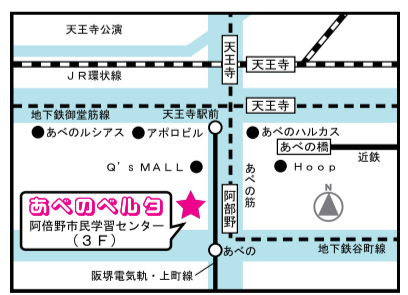 天王寺公演
天王寺
天王寺
JR環状線
地下鉄御堂筋線
天王寺駅前
天王寺
あべのルシアス
アポロビル
あべのハルカス
あべの橋
近鉄
Q's MALL
Hoop
あべの筋
あべのベルタ
阿倍野市民学習センター
(3F)
阿部野
N
あべの
地下鉄谷町線
阪堺電気軌・上町線